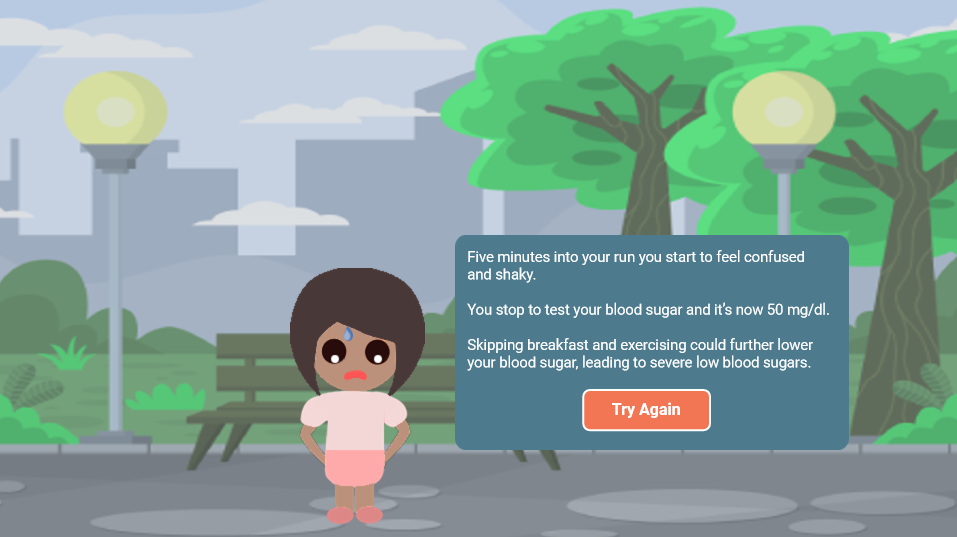 Five minutes into your run you start to feel confused
and shaky.
You stop to test your blood sugar and it's now 50 mg/dl.
Skipping breakfast and exercising could further lower
your blood sugar, leading to severe low blood sugars.
Try Again